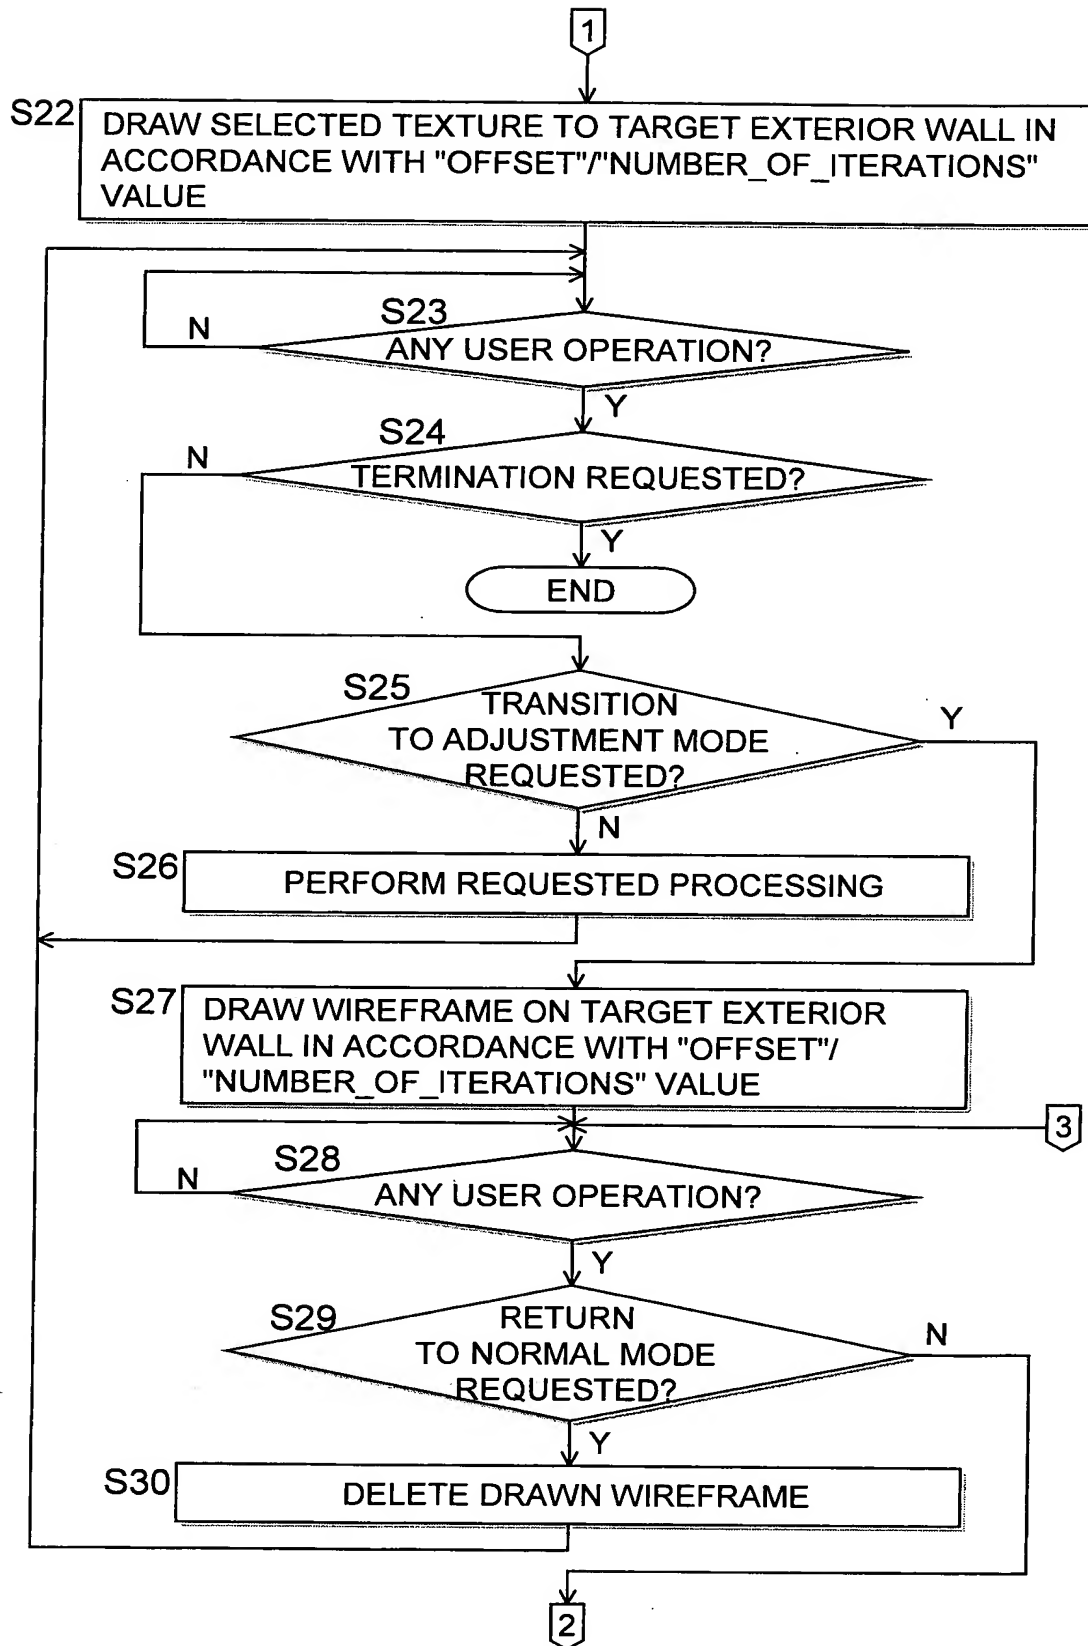 1
S22
DRAW SELECTED TEXTURE TO TARGET EXTERIOR WALL IN
ACCORDANCE WITH "OFFSET"/"NUMBER_OF_ITERATIONS"
VALUE
S23
N
ANY USER OPERATION?
Y
S24
N
TERMINATION REQUESTED?
Y
END
S25
TRANSITION
TO ADJUSTMENT MODE
REQUESTED?
Y
N
S26
PERFORM REQUESTED PROCESSING
S27
DRAW WIREFRAME ON TARGET EXTERIOR
WALL IN ACCORDANCE WITH "OFFSET"/
"NUMBER_OF_ITERATIONS" VALUE
3
S28
N
ANY USER OPERATION?
Y
S29
RETURN
TO NORMAL MODE
REQUESTED?
N
Y
S30
DELETE DRAWN WIREFRAME
2